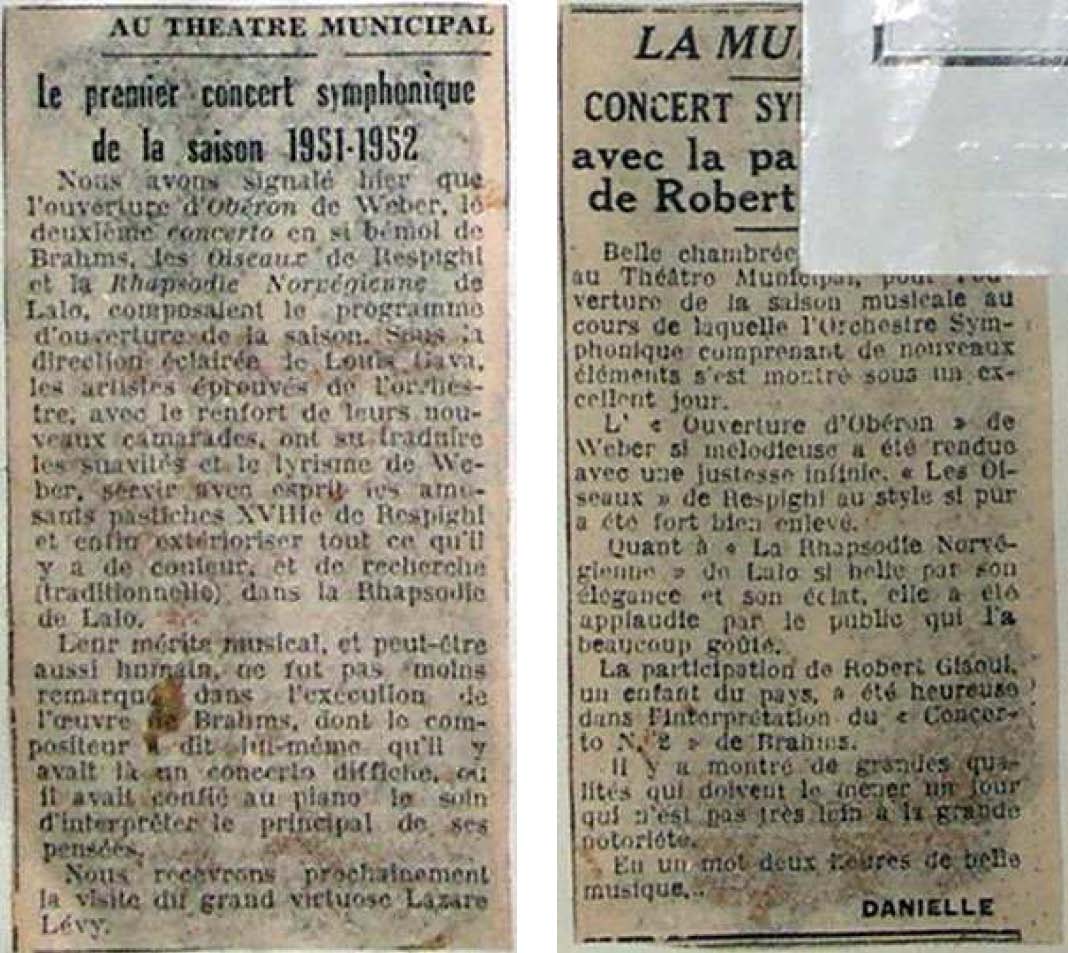 AU THEATRE MUNICIPAL
Le premier concert symphonique
de la saison 1951-1952
Nous avons signalé hier que
l'ouverture d'Obéron de Weber, le
deuxième concerto en si bémol de
Brahms, les Oiseaux de Respighi
et la Rhapsodie Norvégienne de
Lalo, composaient le programme
d'ouverture de la saison. Sous la
direction éclairée de Louis Gava,
les artistes éprouvés de l'orches-
tre, avec le renfort de leurs nou-
veaux camarades, ont su traduire
les suavités et le lyrisme de We-
ber, servir avec esprit les amu-
sants pastiches XVIIIe de Respighi
et enfin extérioriser tout ce qu'il
y a de couleur, et de recherche
(traditionnelle) dans la Rhapsodie
de Lalo.
Leur mérite musical, et peut-être
aussi humain, ne fut pas moins
remarqué dans l'exécution de
l'œuvre de Brahms, dont le com-
positeur a dit lui-même qu'il y
avait là un concerto difficile, où
il avait confié au piano le soin
d'interpréter le principal de ses
pensées.
Nous recevrons prochainement
la visite du grand virtuose Lazare
Lévy.
LA MU
CONCERT SY
avec la pa
de Robert
Belle chambrée
au Théâtre Municipal, pour l'ou-
verture de la saison musicale au
cours de laquelle l'Orchestre Sym-
phonique comprenant de nouveaux
éléments s'est montré sous un ex-
cellent jour.
L' « Ouverture d'Obéron » de
Weber si mélodieuse a été rendue
avec une justesse infinie. « Les Oi-
seaux » de Respighi au style si pur
a été fort bien enlevé.
Quant à « La Rhapsodie Norvé-
gienne » de Lalo si belle par son
élégance et son éclat, elle a été
applaudie par le public qui l'a
beaucoup goûté.
La participation de Robert Gisoul,
un enfant du pays, a été heureuse
dans l'interprétation du « Concer-
to N. 2 » de Brahms.
Il y a montré de grandes qua-
lités qui doivent le mener un jour
qui n'est pas très loin à la grande
notoriété.
En un mot deux heures de belle
musique...
DANIELLE